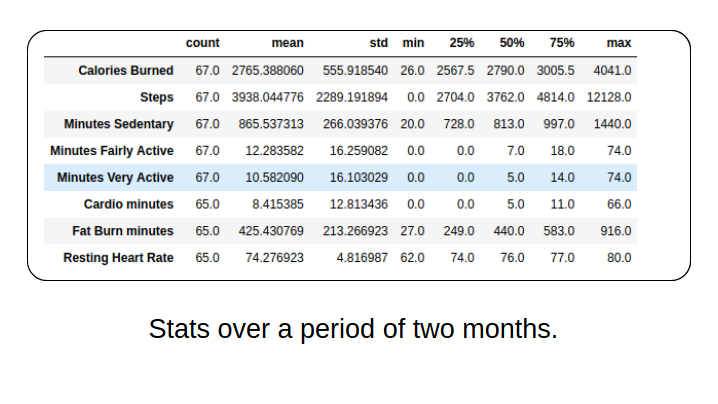 count mean std min 25% 50% 75% max
Calories Burned 67.0 2765.388060 555.918540 26.0 2567.5 2790.0 3005.5 4041.0
Steps 67.0 3938.044776 2289.191894 0.0 2704.0 3762.0 4814.0 12128.0
Minutes Sedentary 67.0 865.537313 266.039376 20.0 728.0 813.0 997.0 1440.0
Minutes Fairly Active 67.0 12.283582 16.259082 0.0 0.0 7.0 18.0 74.0
Minutes Very Active 67.0 10.582090 16.103029 0.0 0.0 5.0 14.0 74.0
Cardio minutes 65.0 8.415385 12.813436 0.0 0.0 5.0 11.0 66.0
Fat Burn minutes 65.0 425.430769 213.266923 27.0 249.0 440.0 583.0 916.0
Resting Heart Rate 65.0 74.276923 4.816987 62.0 74.0 76.0 77.0 80.0
Stats over a period of two months.